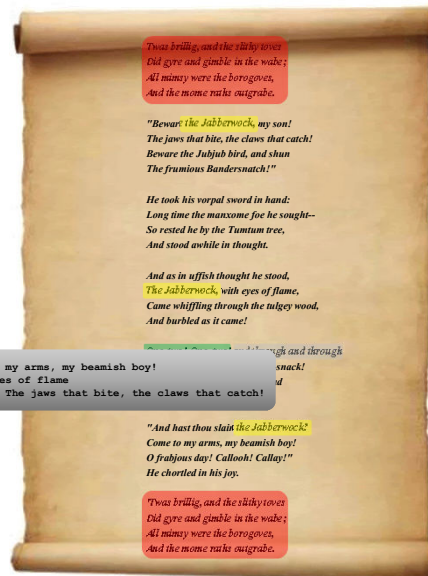 Twas brillig, and the slithy toves
Did gyre and gimble in the wabe;
All mimsy were the borogoves,
And the mome raths outgrabe.
"Beware the Jabberwock, my son!
The jaws that bite, the claws that catch!
Beware the Jubjub bird, and shun
The frumious Bandersnatch!"
He took his vorpal sword in hand:
Long time the manxome foe he sought--
So rested he by the Tumtum tree,
And stood awhile in thought.
And as in uffish thought he stood,
The Jabberwock, with eyes of flame,
Came whiffling through the tulgey wood,
And burbled as it came!
through and through
snack!
my arms, my beamish boy!
es of flame
The jaws that bite, the claws that catch!
"And hast thou slain the Jabberwock?
Come to my arms, my beamish boy!
O frabjous day! Callooh! Callay!"
He chortled in his joy.
'Twas brillig, and the slithy toves
Did gyre and gimble in the wabe;
All mimsy were the borogoves,
And the mome raths outgrabe.